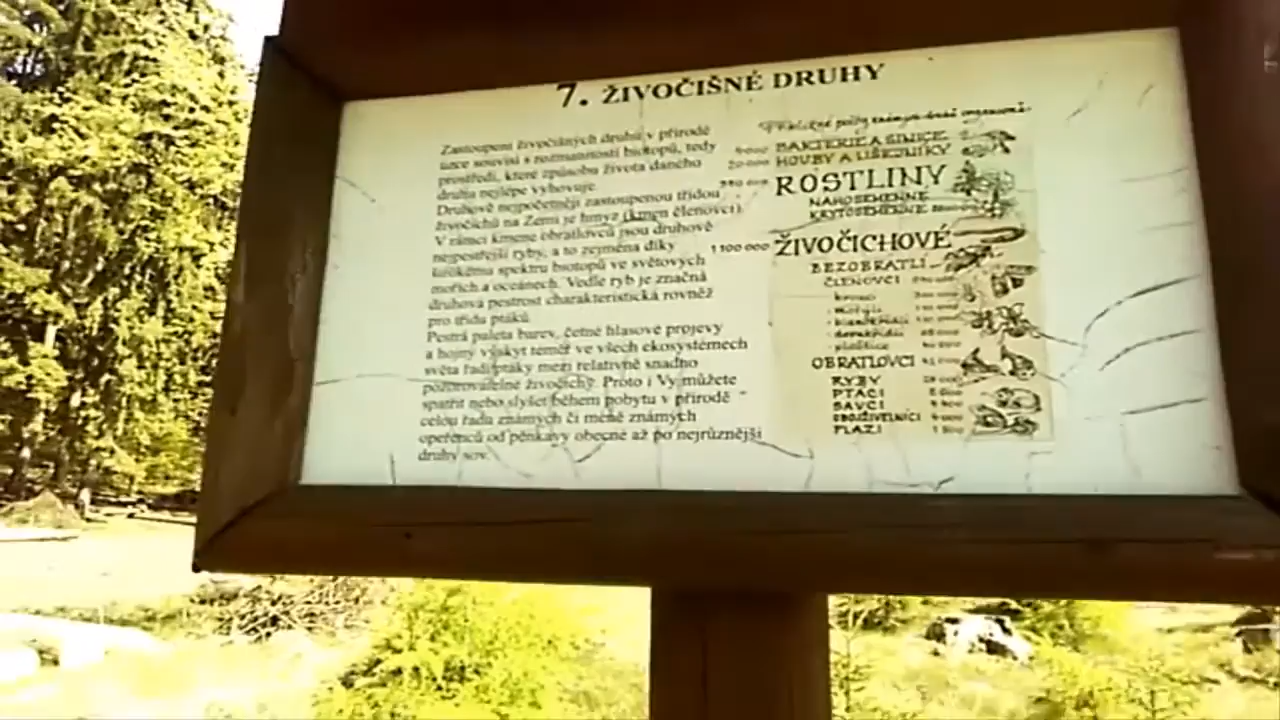 7. ŽIVOČIŠNÉ DRUHY
Zastoupení živočišných druhů v přírodě
úzce souvisí s rozmanitostí biotopů, tedy
prostředí, které způsobu života daného
druhu nejlépe vyhovuje.
Druhově nejpočetněji zastoupenou třídou
živočichů na Zemi je hmyz (kmen členovci).
V rámci kmene obratlovců jsou druhově
nejpestřejší ryby, a to zejména díky
širokému spektru biotopů ve světových
mořích a oceánech. Vedle ryb je značná
druhová pestrost charakteristická rovněž
pro třídu ptáků.
Pestrá paleta barev, četné hlasové projevy
a hojný výskyt téměř ve všech ekosystémech
světa řadí ptáky mezi relativně snadno
pozorovatelné živočichy. Proto i Vy můžete
spatřit nebo slyšet během pobytu v přírodě
celou řadu známých či méně známých
opeřenců od pěnkavy obecné až po nejrůznější
druhy sov.
BAKTERIE A SINICE
HOUBY A LIŠEJNÍKY
ROSTLINY
NAHOSEMENNÉ
KRYTOSEMENNÉ
1 100 000 ŽIVOČICHOVÉ
BEZOBRATLÍ
ČLENOVCI
- motýli
- blanokřídlí
- dvoukřídlí
- ploštice
OBRATLOVCI
RYBY
PTÁCI
SAVCI
OBOJŽIVELNÍCI
PLAZI